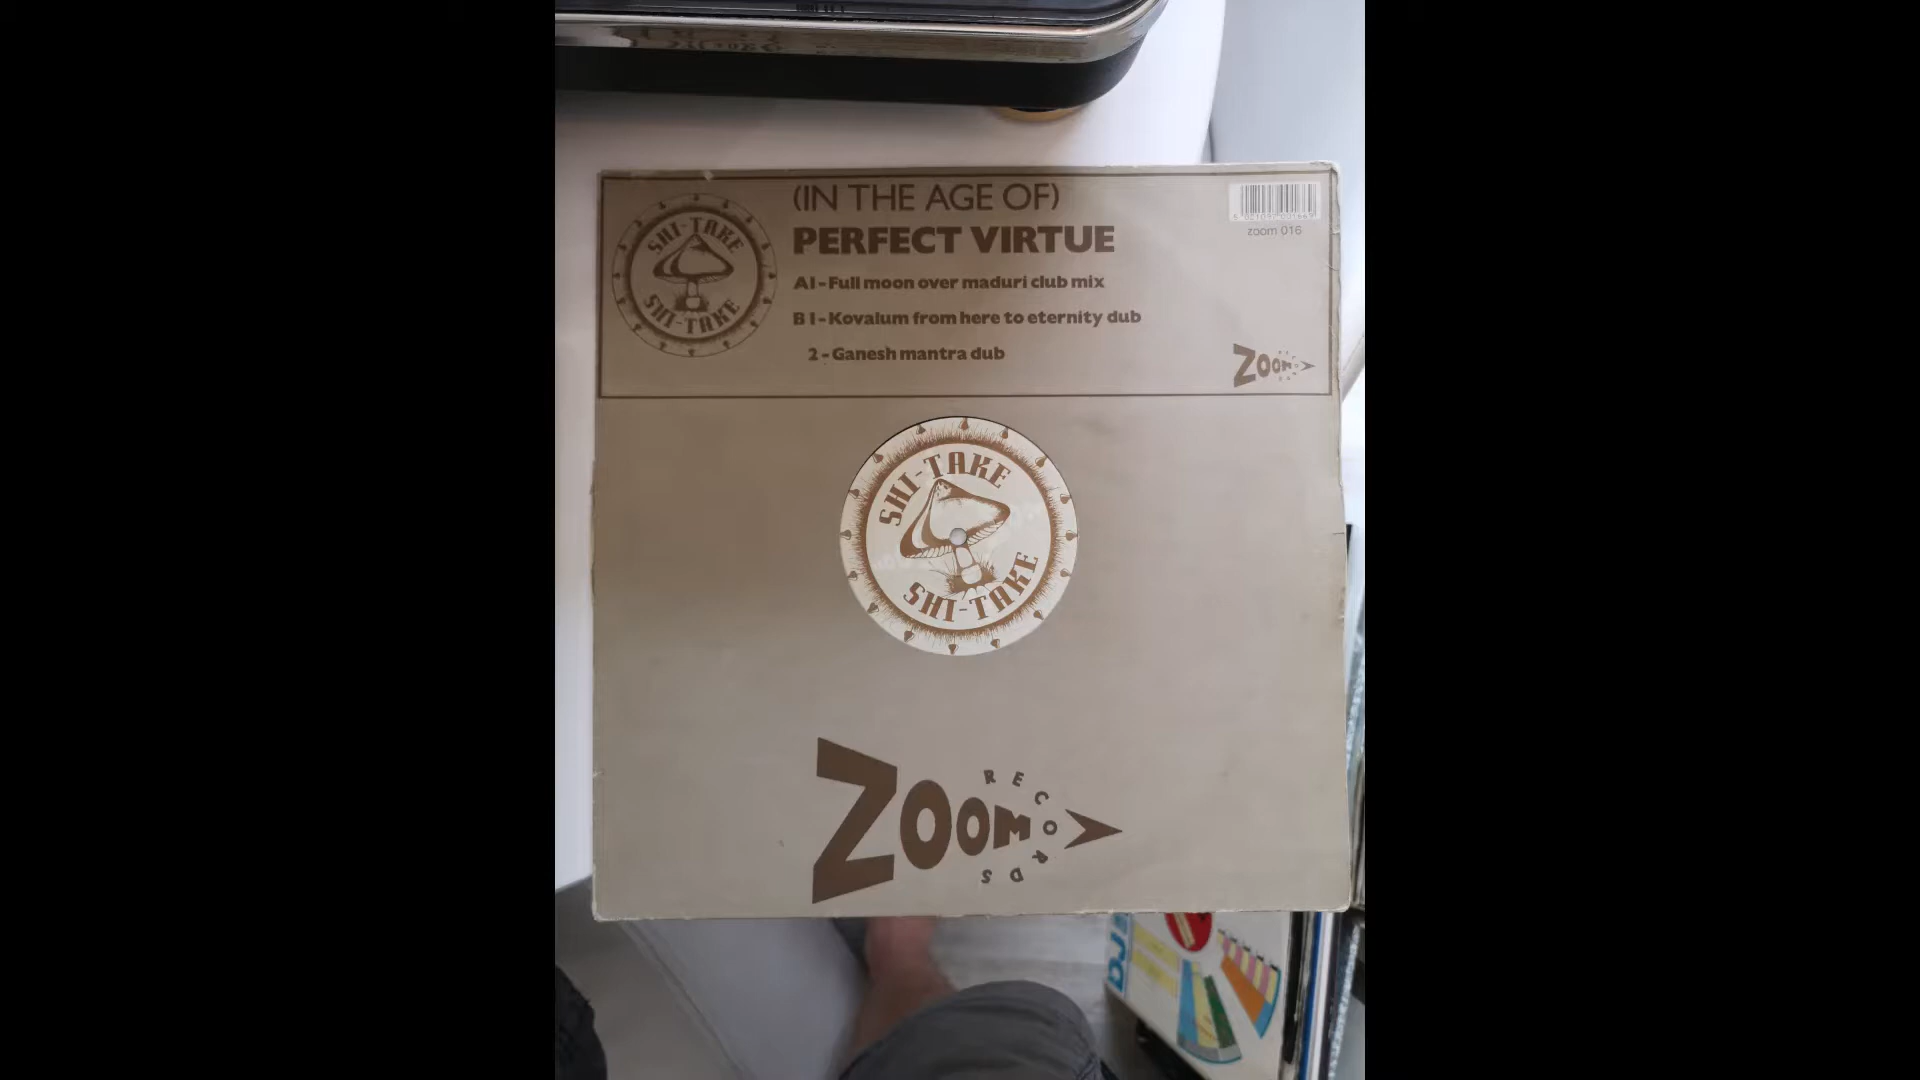 (IN THE AGE OF)
PERFECT VIRTUE
A1-Full moon over maduri club mix
B1-Kovalum from here to eternity dub
2-Ganesh mantra dub
SHI-TAKE
SHI-TAKE
zoom 016
ZOOM
RECORDS
SHI-TAKE
SHI-TAKE
ZOOM
RECORDS